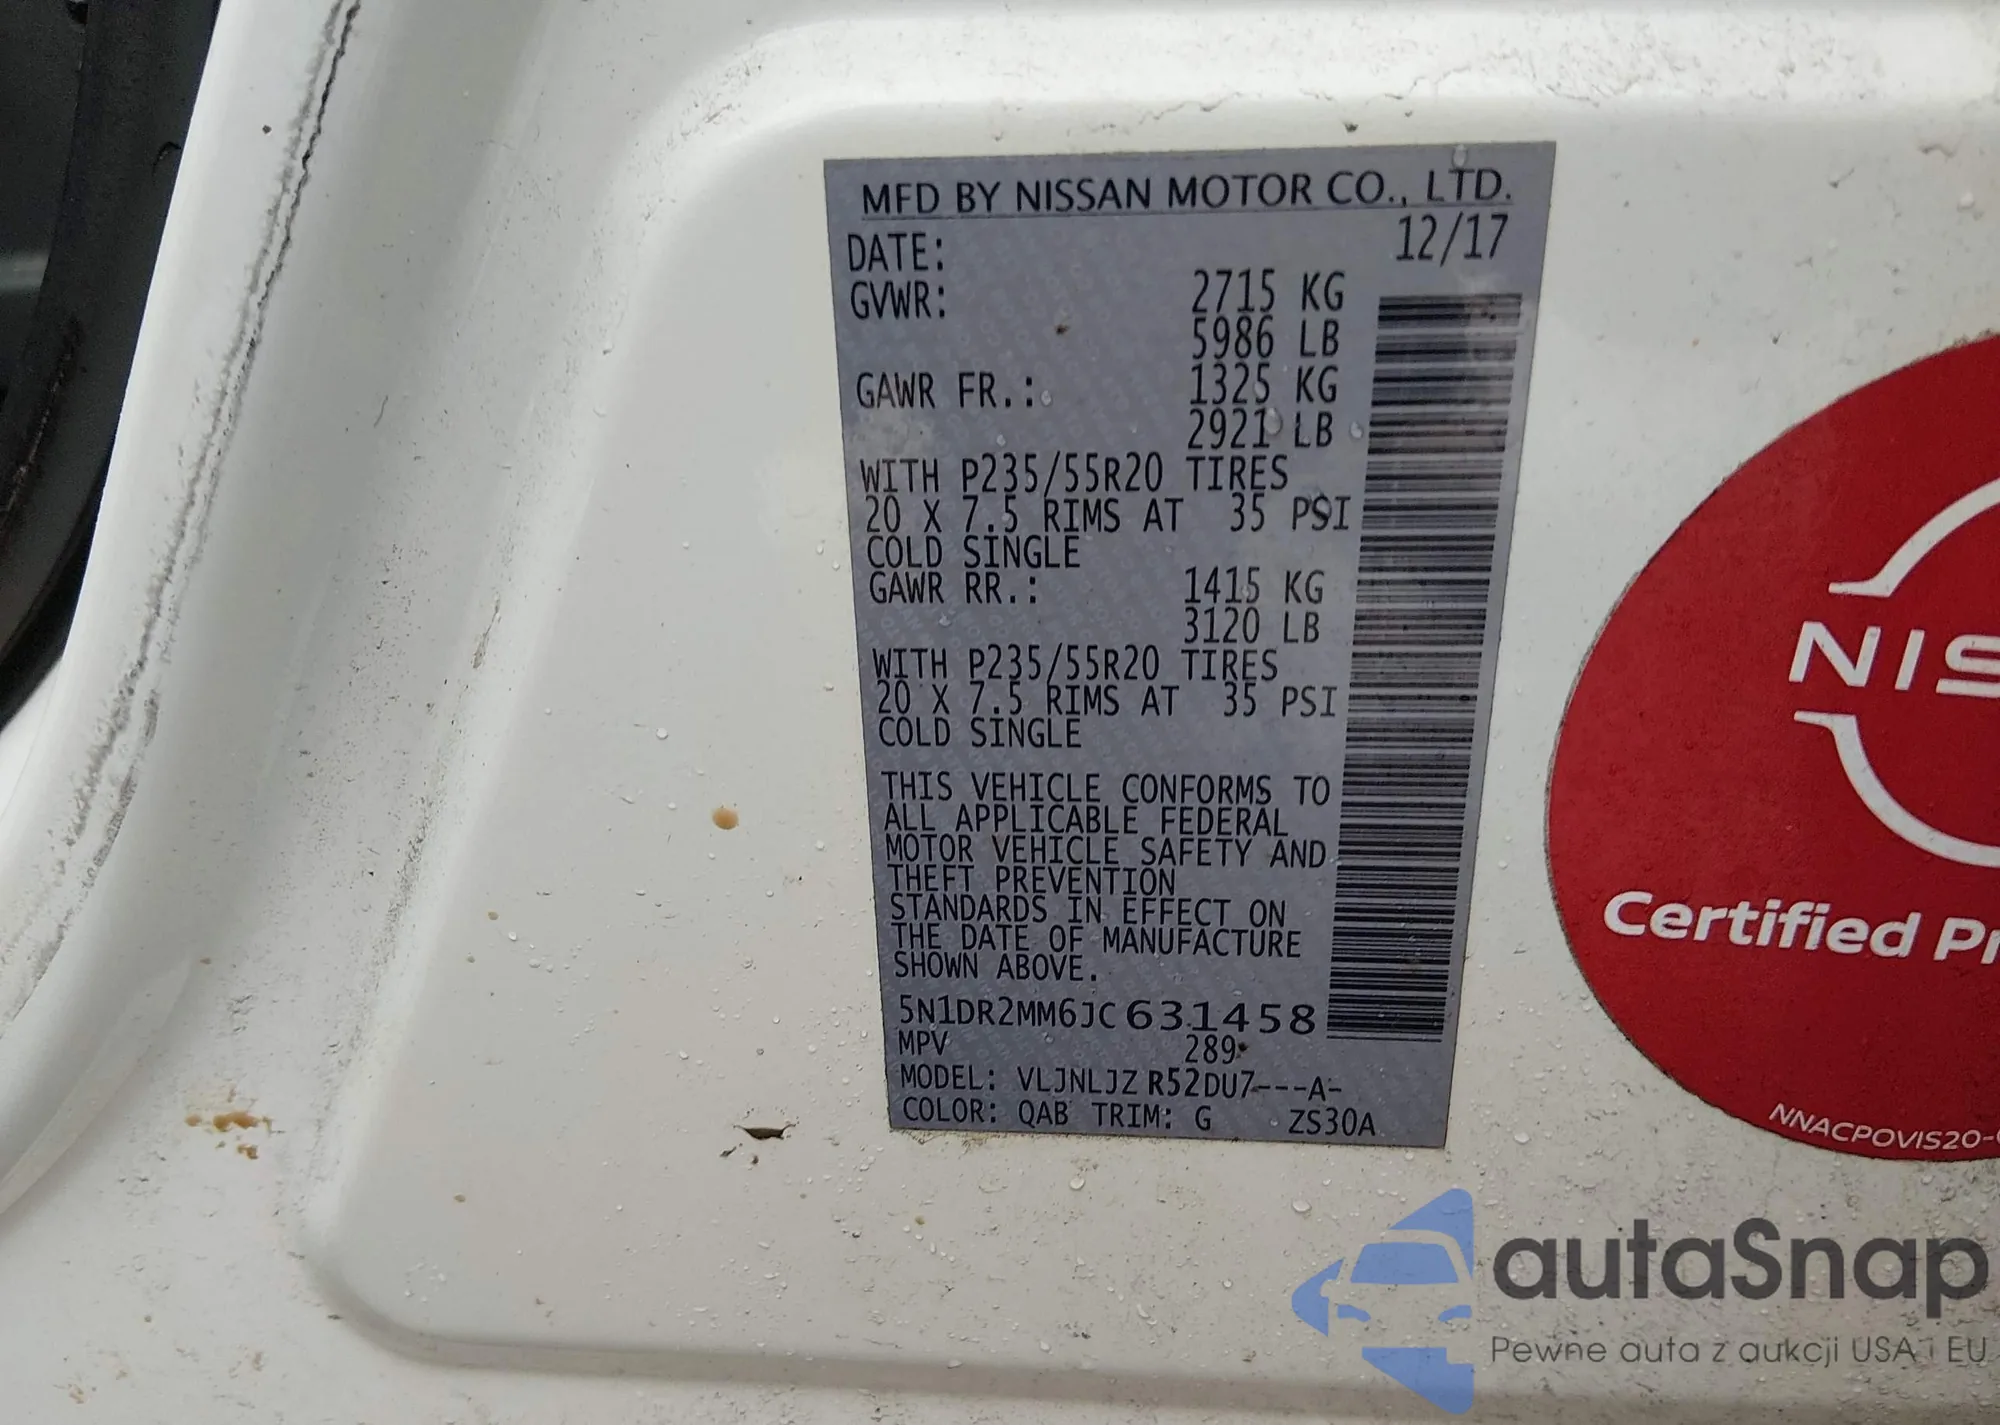 MFD BY NISSAN MOTOR CO., LTD.
DATE: 12/17
GVWR: 2715 KG
5986 LB
GAWR FR.: 1325 KG
2921 LB
WITH P235/55R20 TIRES
20 X 7.5 RIMS AT 35 PSI
COLD SINGLE
GAWR RR.: 1415 KG
3120 LB
WITH P235/55R20 TIRES
20 X 7.5 RIMS AT 35 PSI
COLD SINGLE
THIS VEHICLE CONFORMS TO
ALL APPLICABLE FEDERAL
MOTOR VEHICLE SAFETY AND
THEFT PREVENTION
STANDARDS IN EFFECT ON
THE DATE OF MANUFACTURE
SHOWN ABOVE.
5N1DR2MM6JC631458
MPV 289
MODEL: VLJNLJZ R52DU7---A-
COLOR: QAB TRIM: G ZS30A
NIS
Certified Pr
NNACPOVIS20-
autaSnap
Pewne auta z aukcji USA i EU